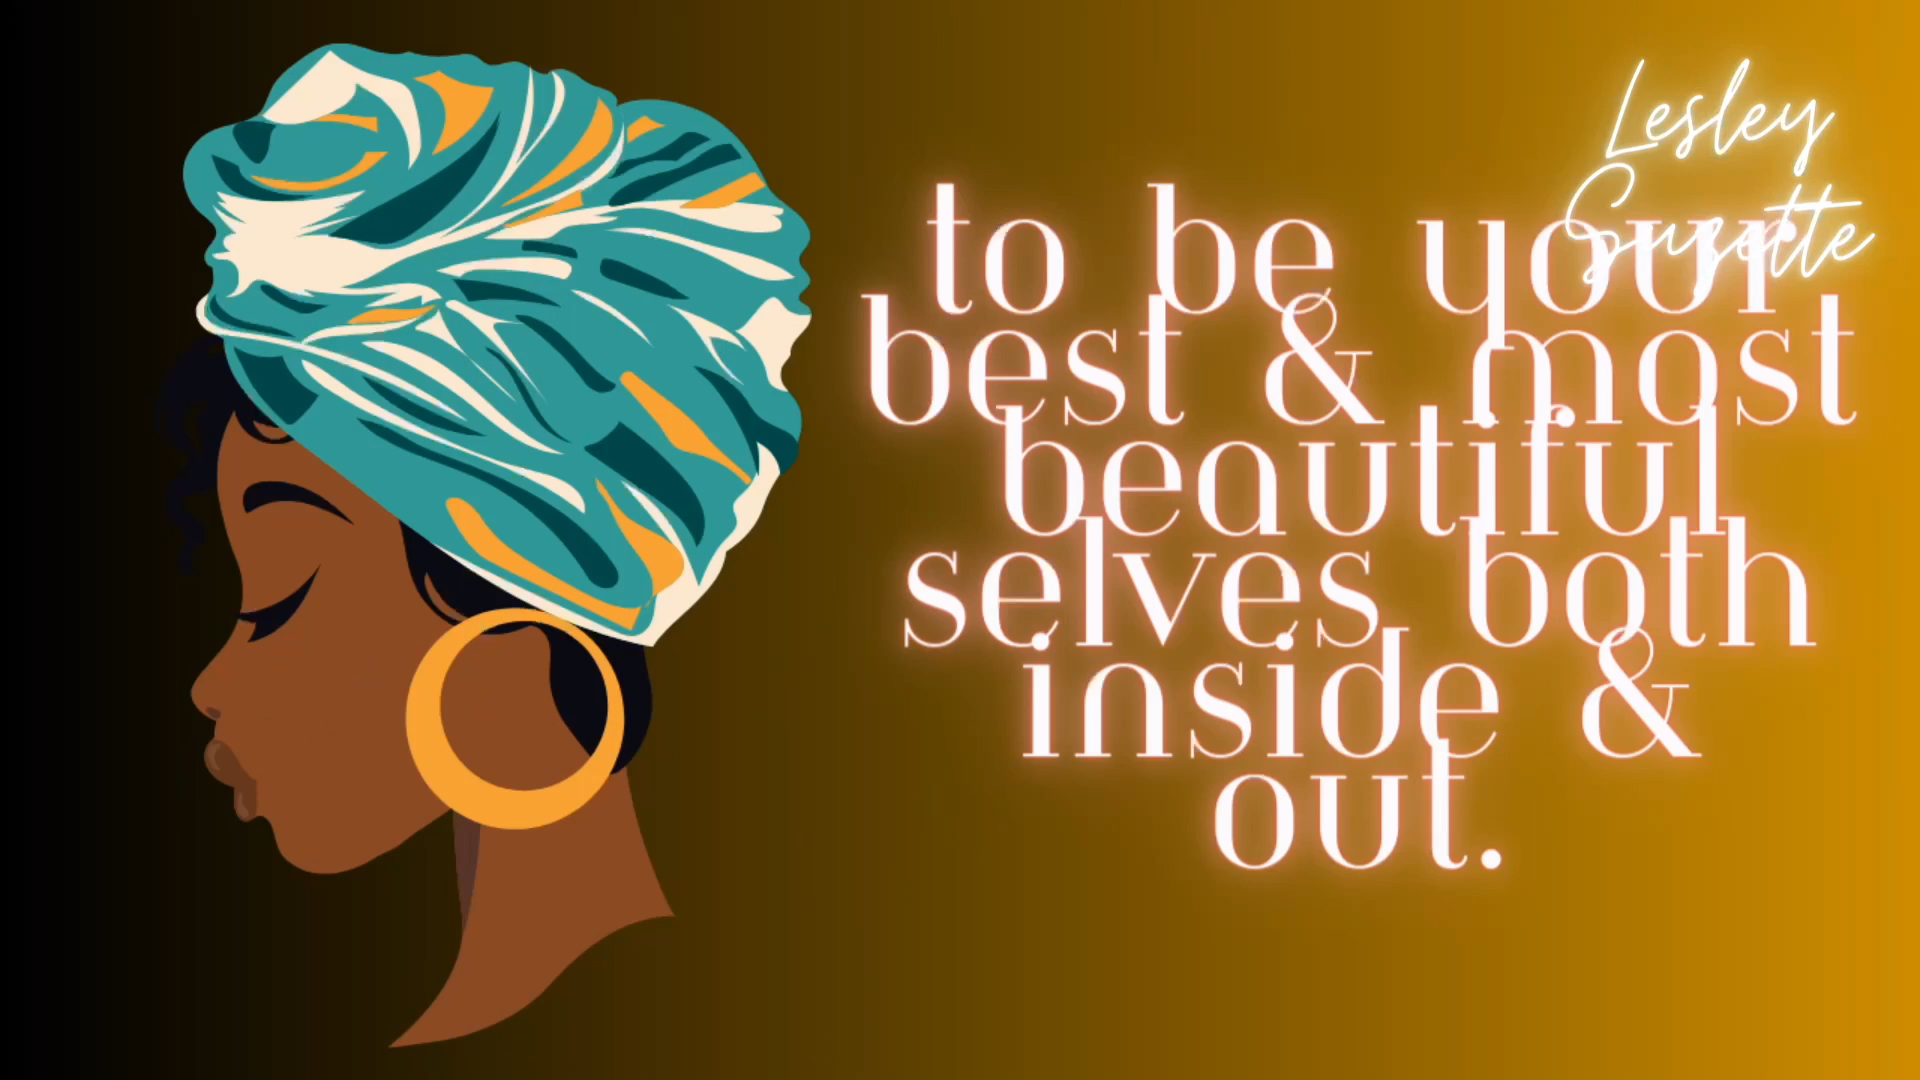 Lesley
Suzette
to be your
best & most
beautiful
selves both
inside &
out.